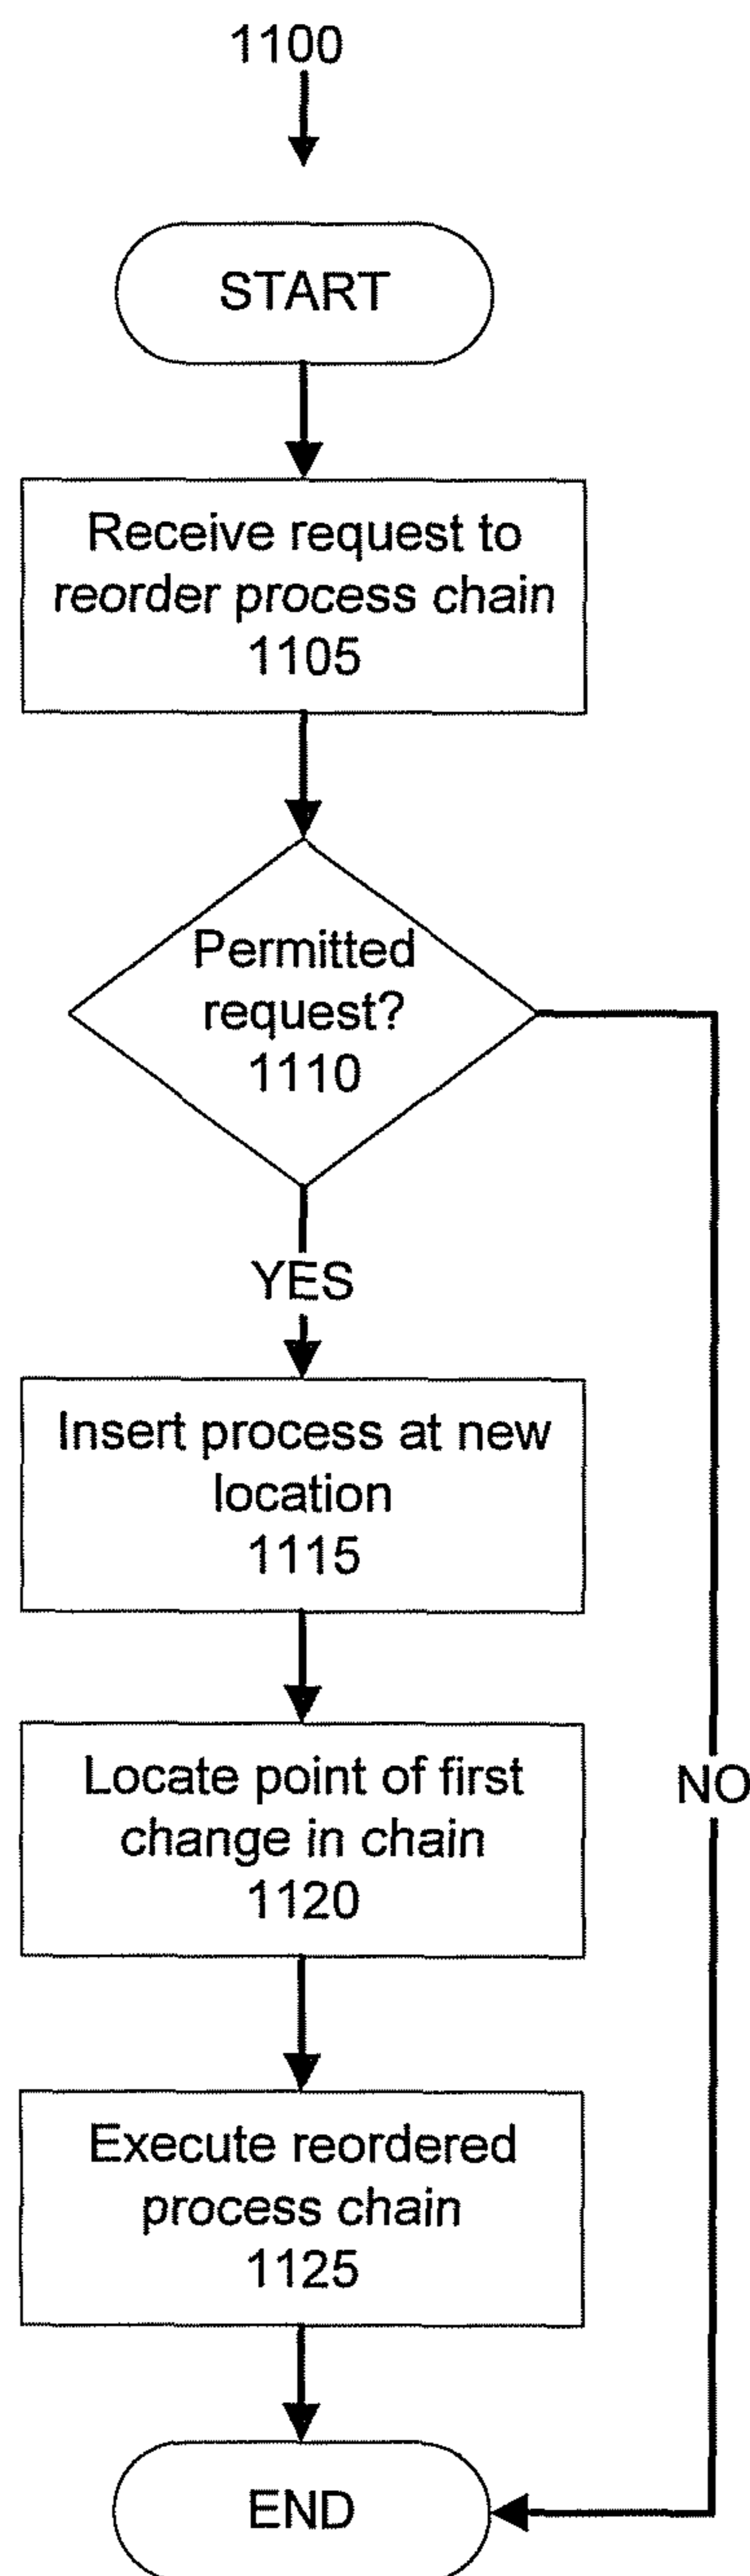 1100
START
Receive request to
reorder process chain
1105
Permitted
request?
1110
YES
Insert process at new
location
1115
Locate point of first
change in chain
1120
NO
Execute reordered
process chain
1125
END